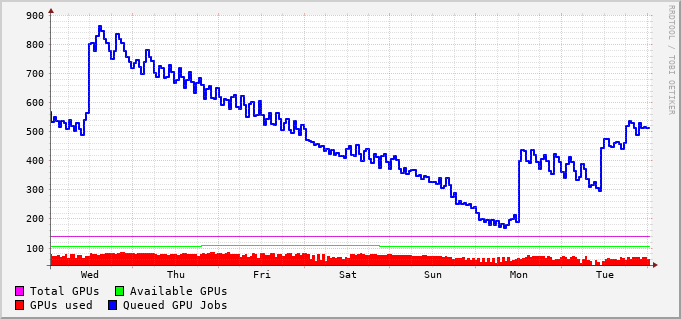 RRDTOOL / TOBI OETIKER
900
800
700
600
500
400
300
200
100
Wed Thu Fri Sat Sun Mon Tue
Total GPUs Available GPUs
GPUs used Queued GPU Jobs